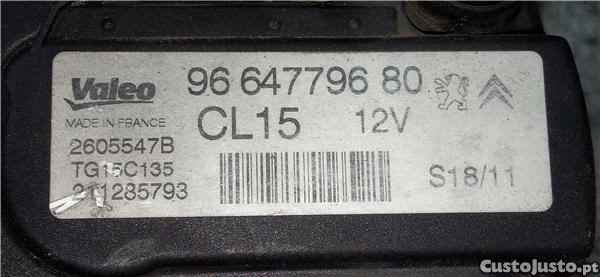 Valeo
96 647796 80
MADE IN FRANCE
CL15
12V
2605547B
TG15C135
211285793
S18/11
CustoJusto.pt